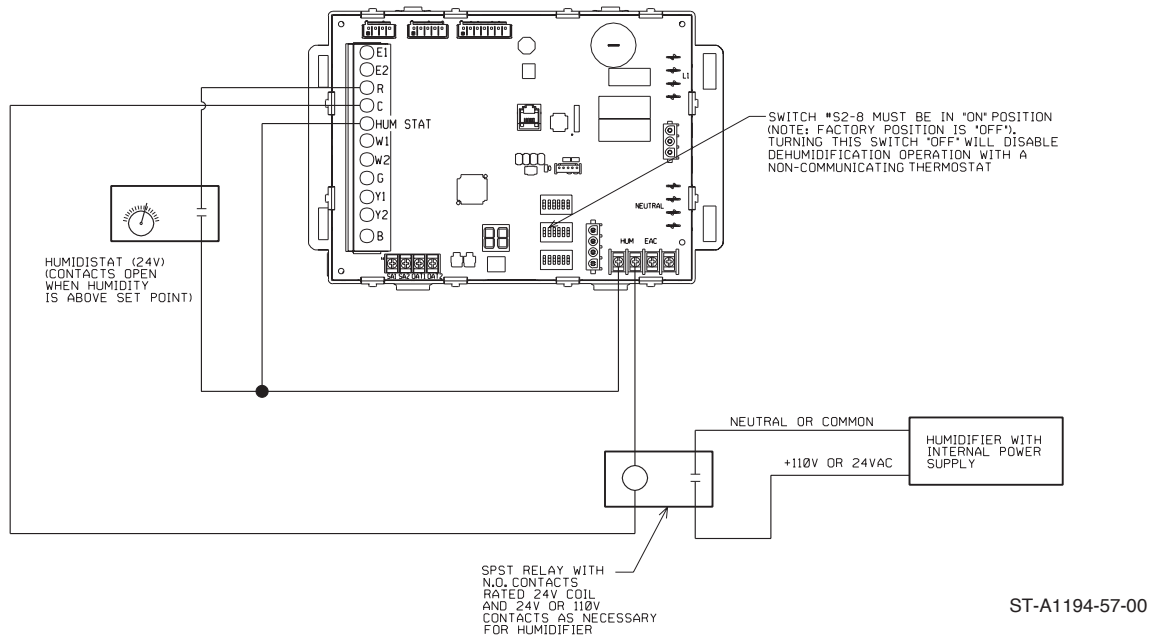 E1
E2
R
C
HUM STAT
W1
W2
G
Y1
Y2
B
L1
NEUTRAL
HUM EAC
SA1 SA2 OAT1 OAT2
SWITCH #S2-8 MUST BE IN "ON" POSITION
(NOTE: FACTORY POSITION IS "OFF").
TURNING THIS SWITCH "OFF" WILL DISABLE
DEHUMIDIFICATION OPERATION WITH A
NON-COMMUNICATING THERMOSTAT
HUMIDISTAT (24V)
(CONTACTS OPEN
WHEN HUMIDITY
IS ABOVE SET POINT)
NEUTRAL OR COMMON
+110V OR 24VAC
HUMIDIFIER WITH
INTERNAL POWER
SUPPLY
SPST RELAY WITH
N.O. CONTACTS
RATED 24V COIL
AND 24V OR 110V
CONTACTS AS NECESSARY
FOR HUMIDIFIER
ST-A1194-57-00